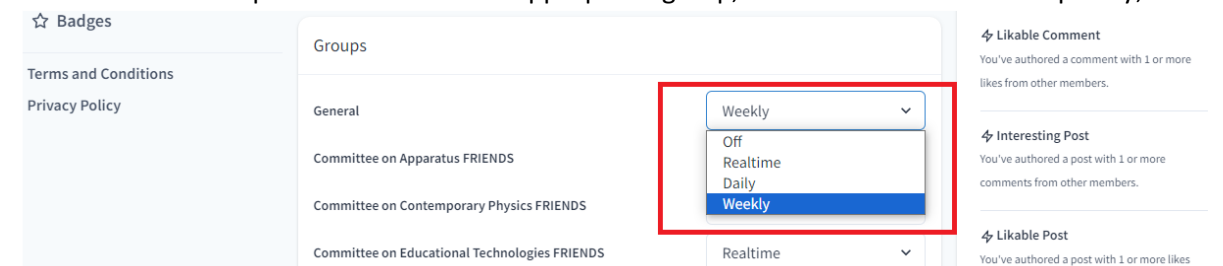 Badges
Terms and Conditions
Privacy Policy
Groups
General
Weekly
Off
Realtime
Daily
Weekly
Committee on Apparatus FRIENDS
Committee on Contemporary Physics FRIENDS
Committee on Educational Technologies FRIENDS
Realtime
Likable Comment
You've authored a comment with 1 or more
likes from other members.
Interesting Post
You've authored a post with 1 or more
comments from other members.
Likable Post
You've authored a post with 1 or more likes